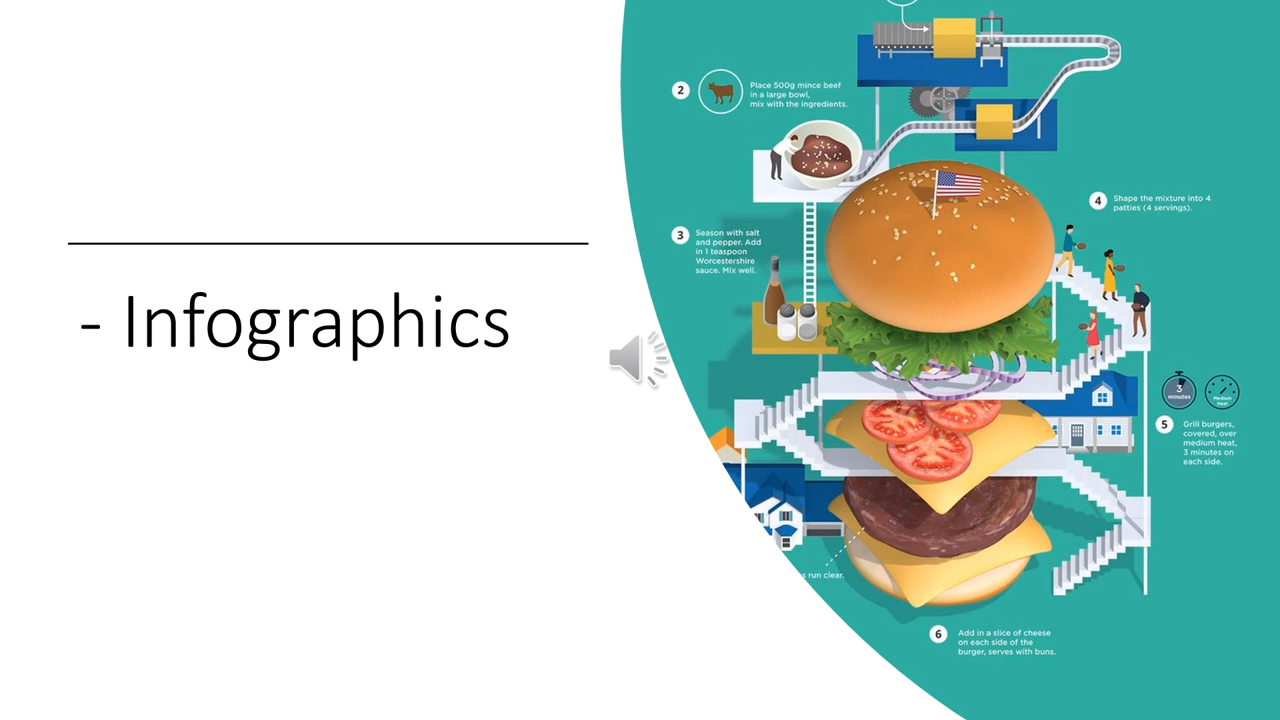 - Infographics
2
Place 500g mince beef
in a large bowl,
mix with the ingredients.
3
Season with salt
and pepper. Add
in 1 teaspoon
Worcestershire
sauce. Mix well.
4
Shape the mixture into 4
patties (4 servings).
3
minutes
Medium
Heat
5
Grill burgers,
covered, over
medium heat,
3 minutes on
each side.
run clear.
6
Add in a slice of cheese
on each side of the
burger, serves with buns.